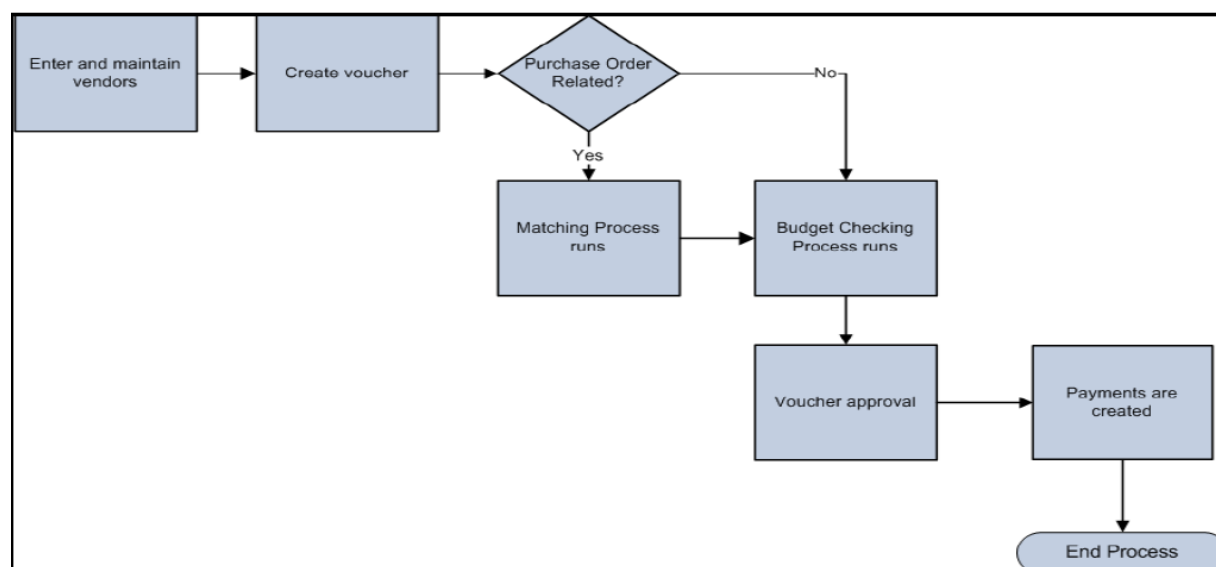 Enter and maintain
vendors
Create voucher
Purchase Order
Related?
No
Yes
Matching Process
runs
Budget Checking
Process runs
Voucher approval
Payments are
created
End Process